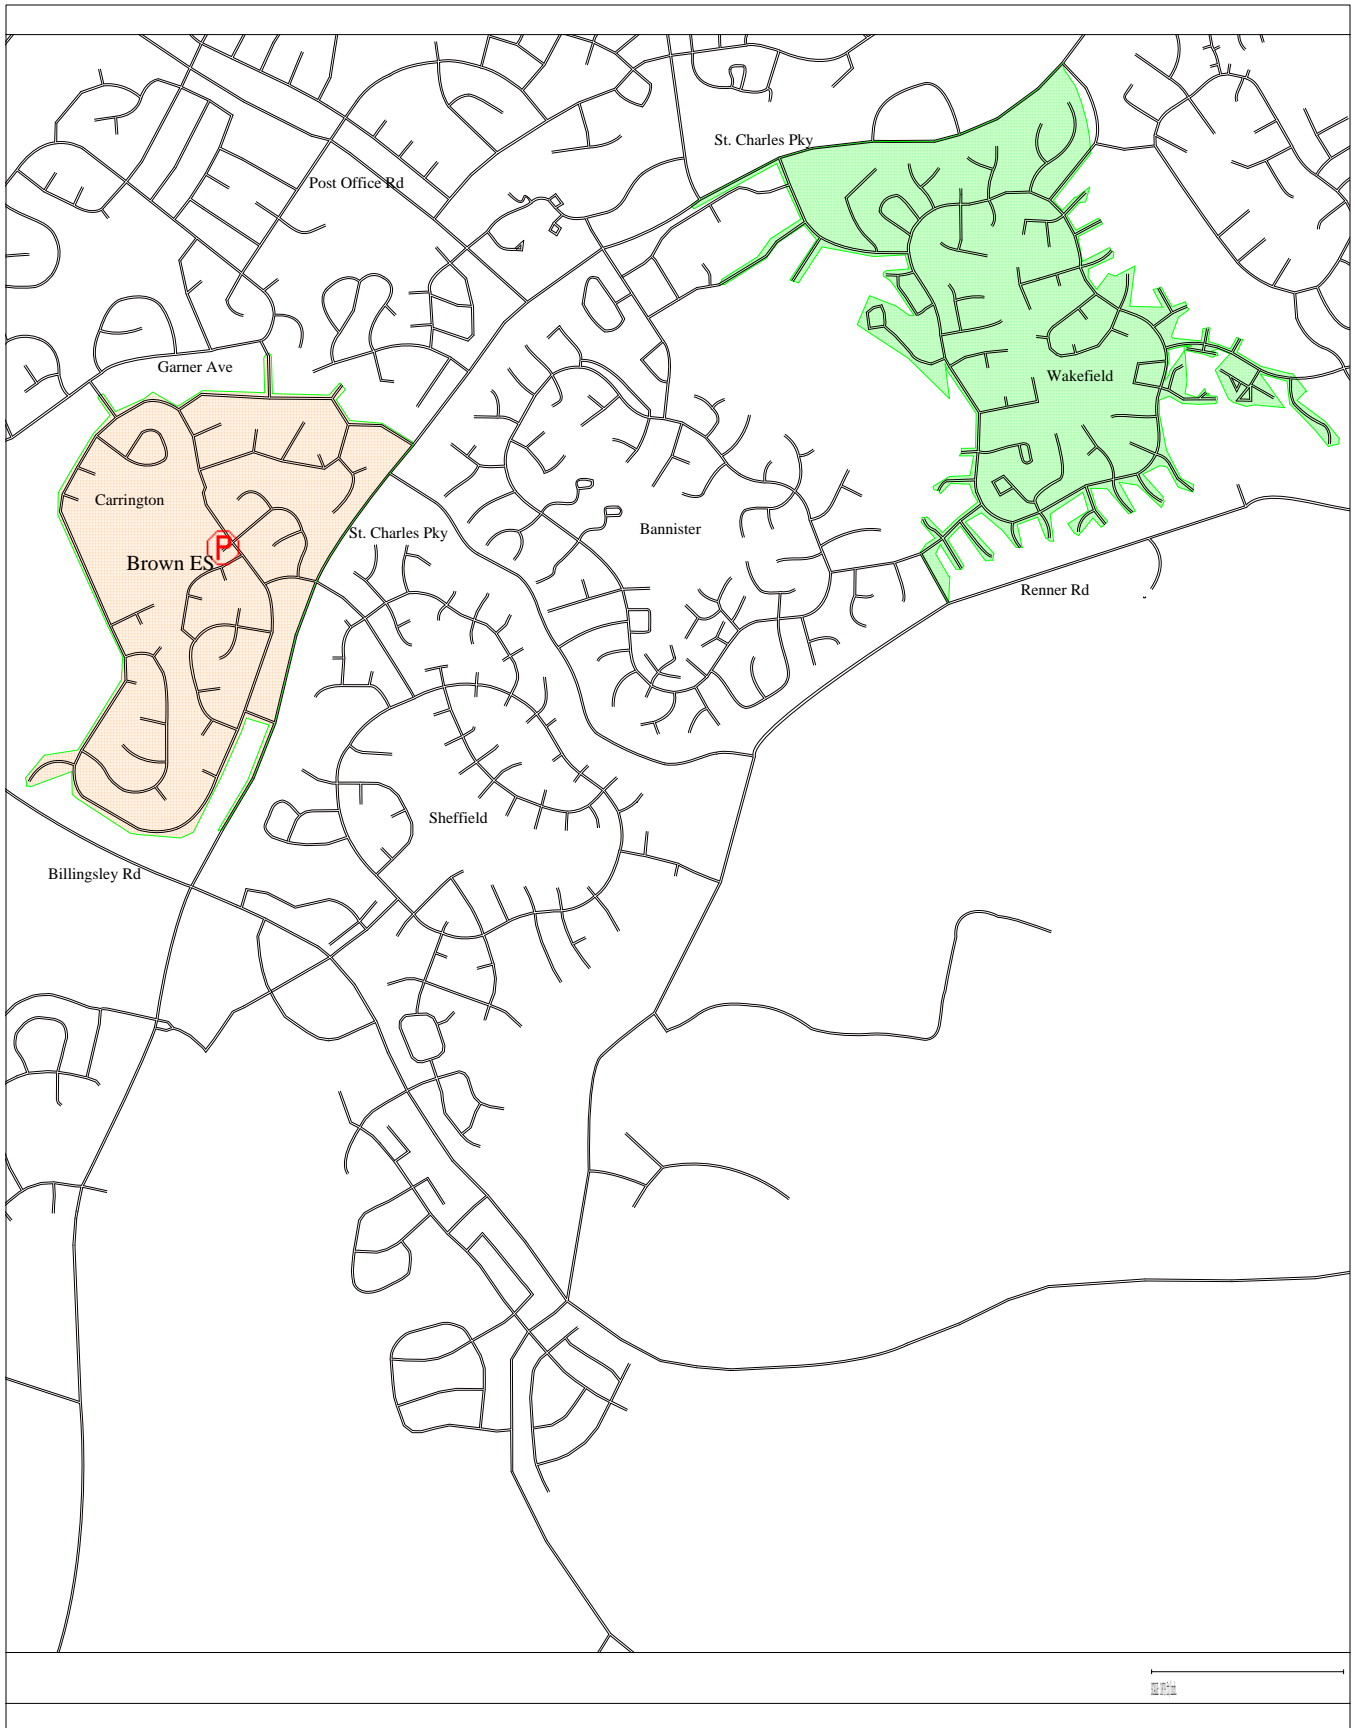 St. Charles Pky
Post Office Rd
Garner Ave
Wakefield
Carrington
St. Charles Pky
Bannister
P
Brown ES
Renner Rd
Sheffield
Billingsley Rd